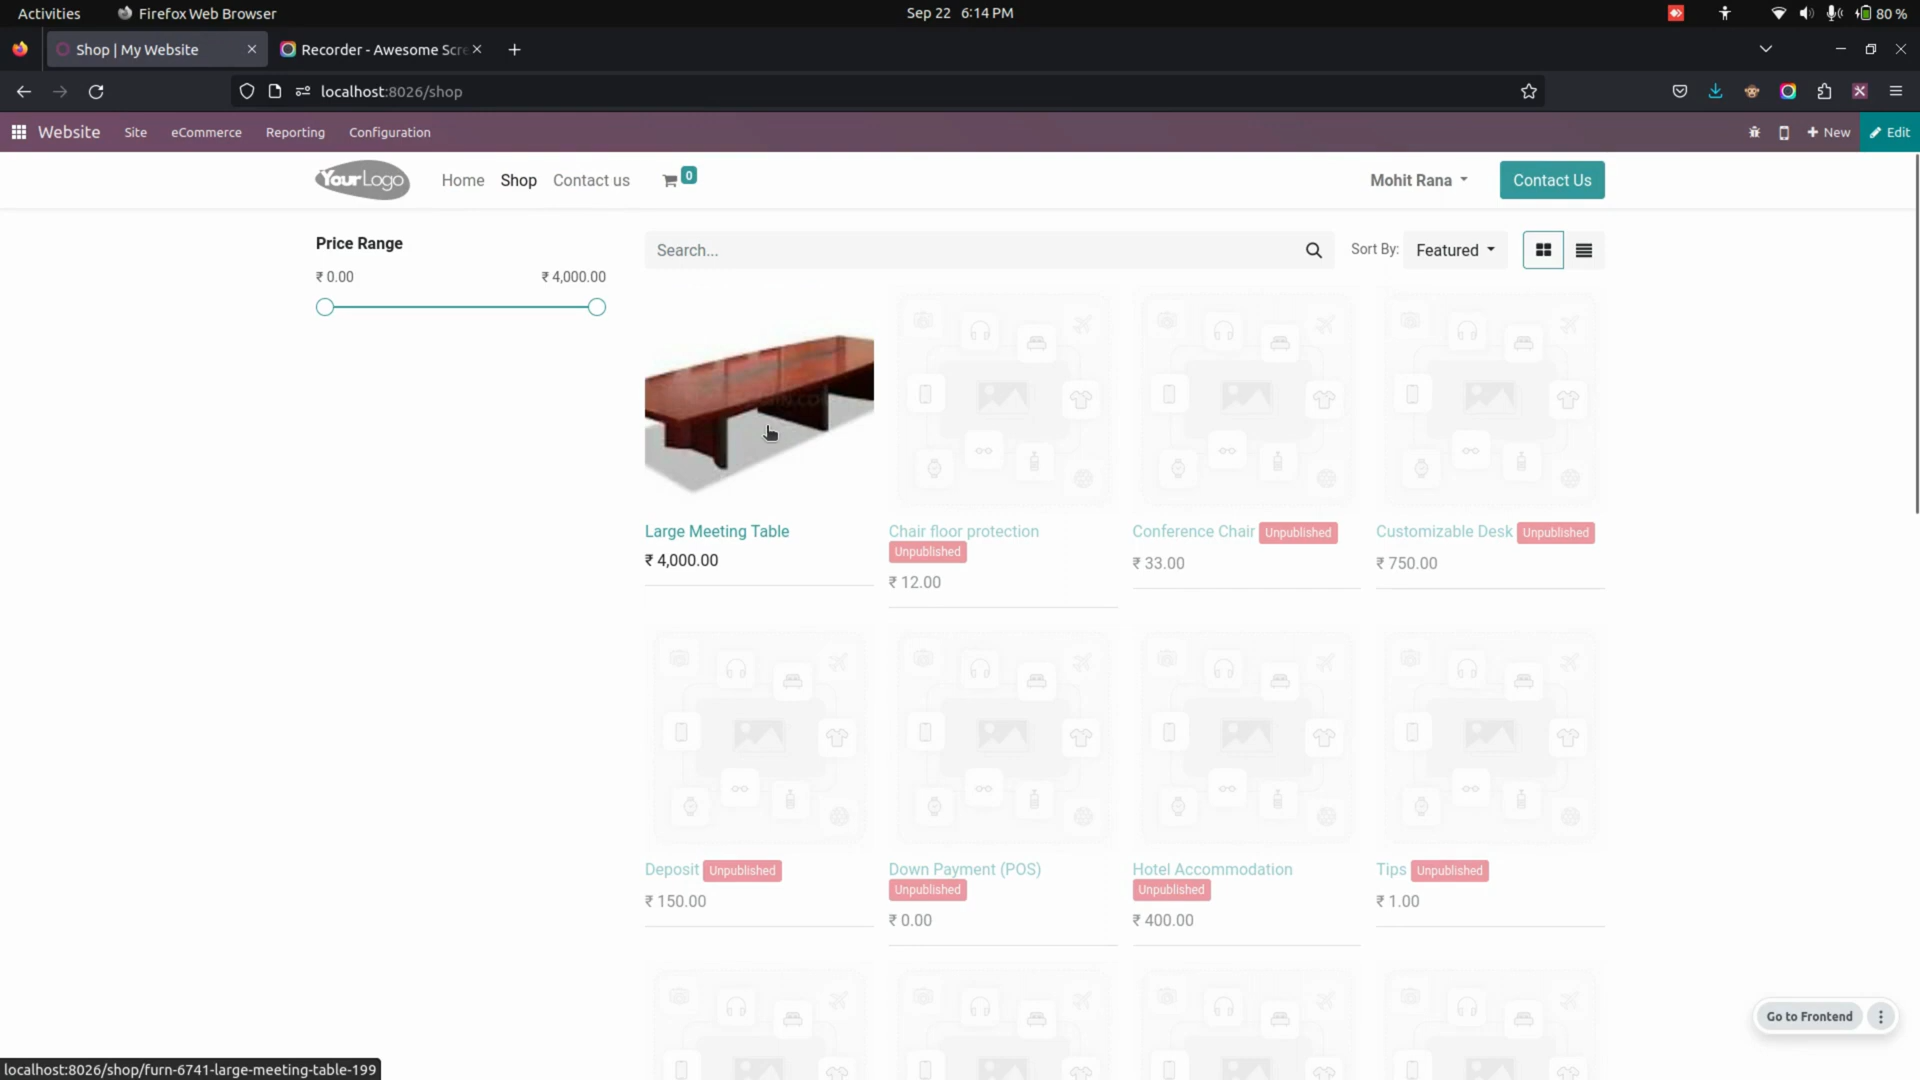 Activities Firefox Web Browser Sep 22 6:14 PM 80 %
Shop | My Website Recorder - Awesome Scre
localhost:8026/shop
Website Site eCommerce Reporting Configuration New Edit
YourLogo Home Shop Contact us 0 Mohit Rana Contact Us
Price Range Search... Sort By: Featured
₹ 0.00 ₹ 4,000.00
Large Meeting Table Chair floor protection Conference Chair Unpublished Customizable Desk Unpublished
Unpublished
₹ 4,000.00 ₹ 12.00 ₹ 33.00 ₹ 750.00
Deposit Unpublished Down Payment (POS) Hotel Accommodation Tips Unpublished
Unpublished Unpublished
₹ 150.00 ₹ 0.00 ₹ 400.00 ₹ 1.00
Go to Frontend
localhost:8026/shop/furn-6741-large-meeting-table-199